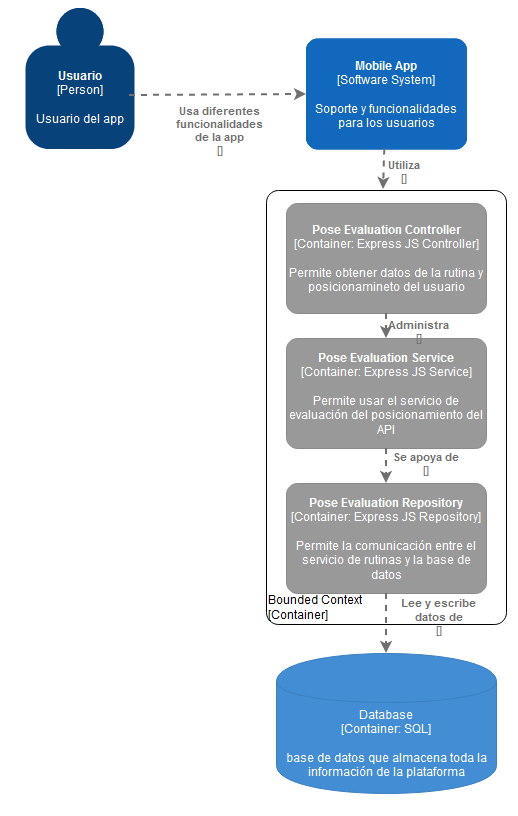 Usuario
[Person]
Usuario del app
Mobile App
[Software System]
Soporte y funcionalidades
para los usuarios
Usa diferentes
funcionalidades
de la app
[]
Utiliza
[]
Pose Evaluation Controller
[Container: Express JS Controller]
Permite obtener datos de la rutina y
posicionamineto del usuario
Administra
[]
Pose Evaluation Service
[Container: Express JS Service]
Permite usar el servicio de
evaluación del posicionamiento del
API
Se apoya de
[]
Pose Evaluation Repository
[Container: Express JS Repository]
Permite la comunicación entre el
servicio de rutinas y la base de
datos
Bounded Context
[Container]
Lee y escribe
datos de
[]
Database
[Container: SQL]
base de datos que almacena toda la
información de la plataforma